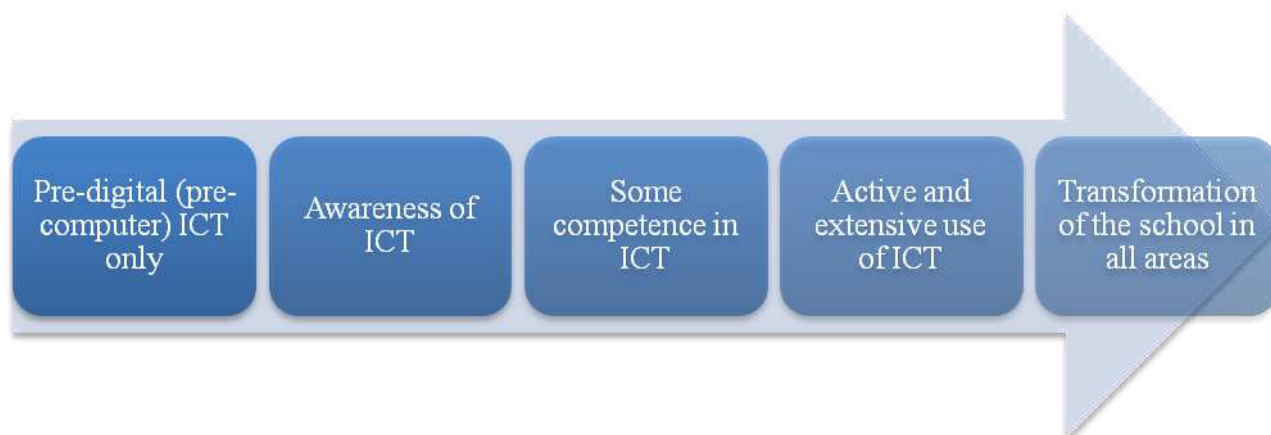 Pre-digital (pre-
computer) ICT
only
Awareness of
ICT
Some
competence in
ICT
Active and
extensive use
of ICT
Transformation
of the school in
all areas